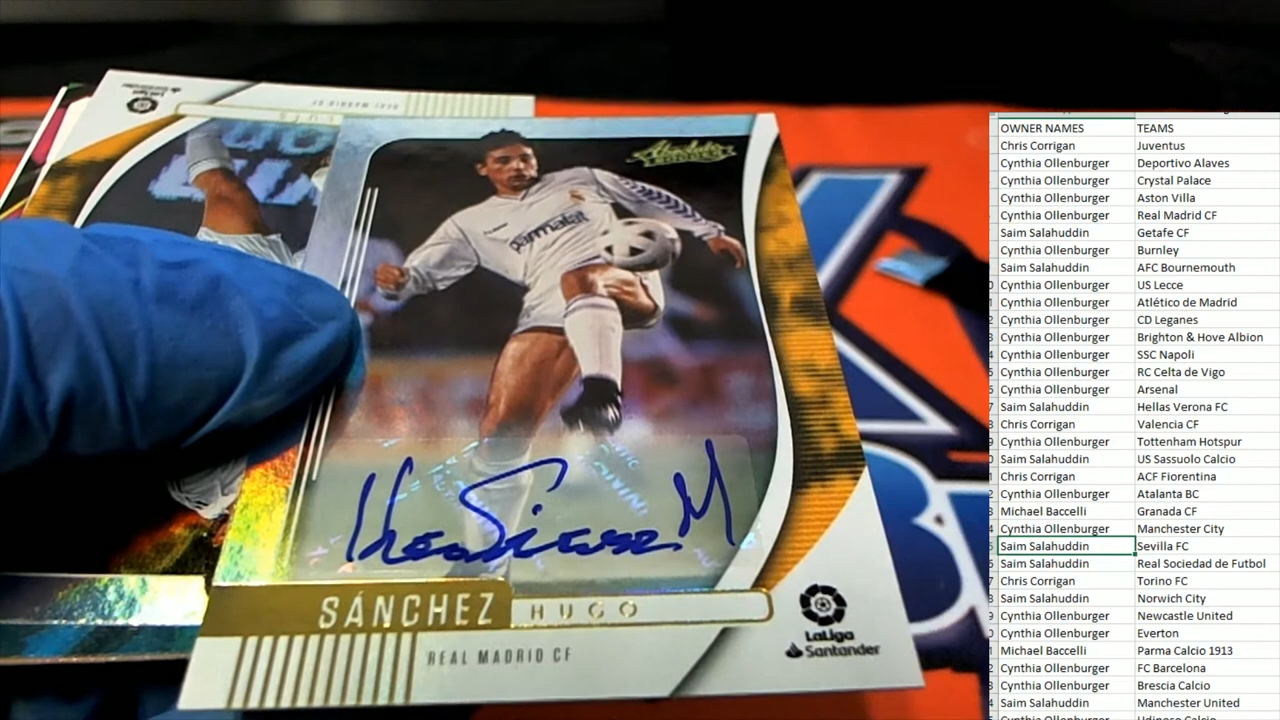 REAL MADRID CF
Absolute
parmalat
SÁNCHEZ HUGO
REAL MADRID CF
LaLiga
Santander
OWNER NAMES TEAMS
Chris Corrigan Juventus
Cynthia Ollenburger Deportivo Alaves
Cynthia Ollenburger Crystal Palace
Cynthia Ollenburger Aston Villa
Cynthia Ollenburger Real Madrid CF
Saim Salahuddin Getafe CF
Cynthia Ollenburger Burnley
Saim Salahuddin AFC Bournemouth
Cynthia Ollenburger US Lecce
Cynthia Ollenburger Atlético de Madrid
Cynthia Ollenburger CD Leganes
Cynthia Ollenburger Brighton & Hove Albion
Cynthia Ollenburger SSC Napoli
Cynthia Ollenburger RC Celta de Vigo
Cynthia Ollenburger Arsenal
Saim Salahuddin Hellas Verona FC
Chris Corrigan Valencia CF
Cynthia Ollenburger Tottenham Hotspur
Saim Salahuddin US Sassuolo Calcio
Chris Corrigan ACF Fiorentina
Cynthia Ollenburger Atalanta BC
Michael Baccelli Granada CF
Cynthia Ollenburger Manchester City
Saim Salahuddin Sevilla FC
Saim Salahuddin Real Sociedad de Futbol
Chris Corrigan Torino FC
Saim Salahuddin Norwich City
Cynthia Ollenburger Newcastle United
Cynthia Ollenburger Everton
Michael Baccelli Parma Calcio 1913
Cynthia Ollenburger FC Barcelona
Cynthia Ollenburger Brescia Calcio
Saim Salahuddin Manchester United
Cynthia Ollenburger Udinese Calcio